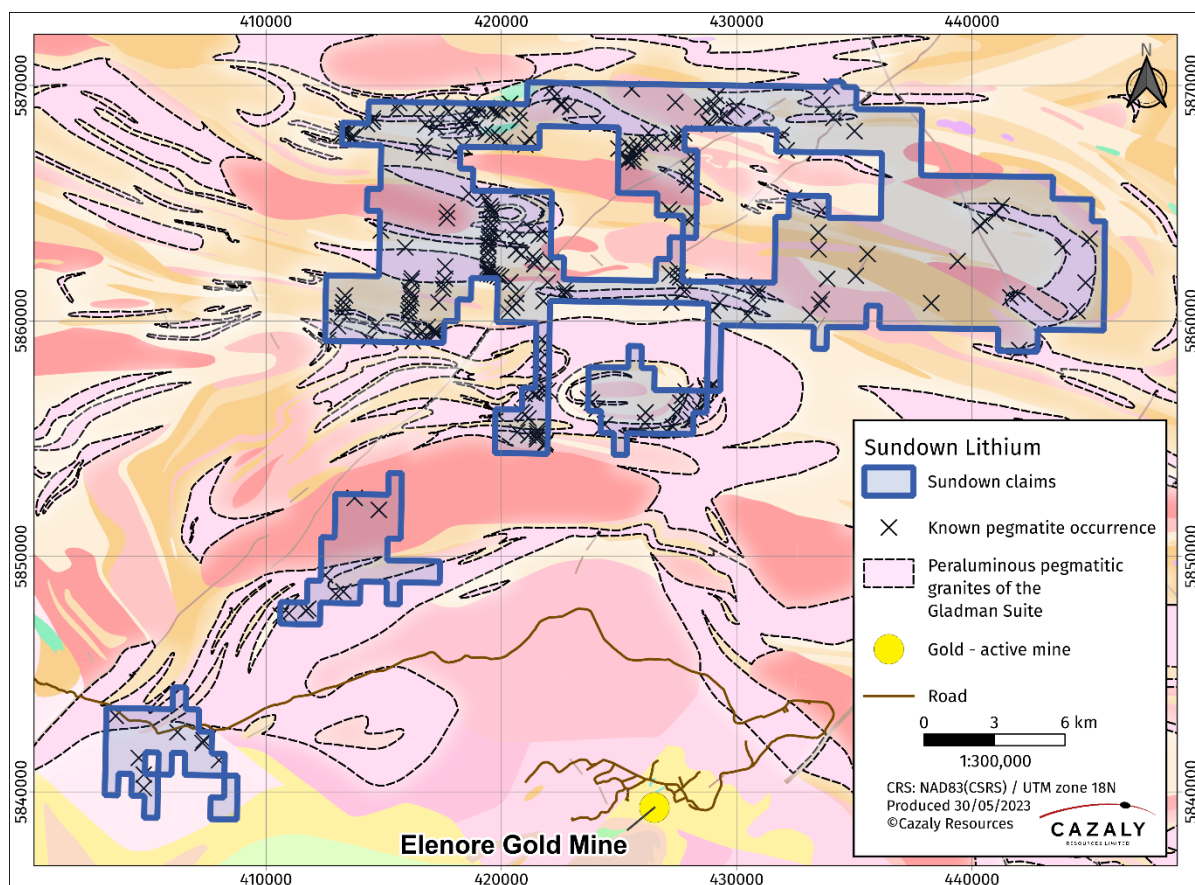 410000 420000 430000 440000
N
5870000 5870000
5860000 5860000
5850000 5850000
5840000 5840000
Sundown Lithium
Sundown claims
Known pegmatite occurrence
Peraluminous pegmatitic
granites of the
Gladman Suite
Gold - active mine
Road
0 3 6 km
1:300,000
CRS: NAD83(CSRS) / UTM zone 18N
Produced 30/05/2023
©Cazaly Resources
CAZALY
RESOURCES LIMITED
Elenore Gold Mine
410000 420000 430000 440000